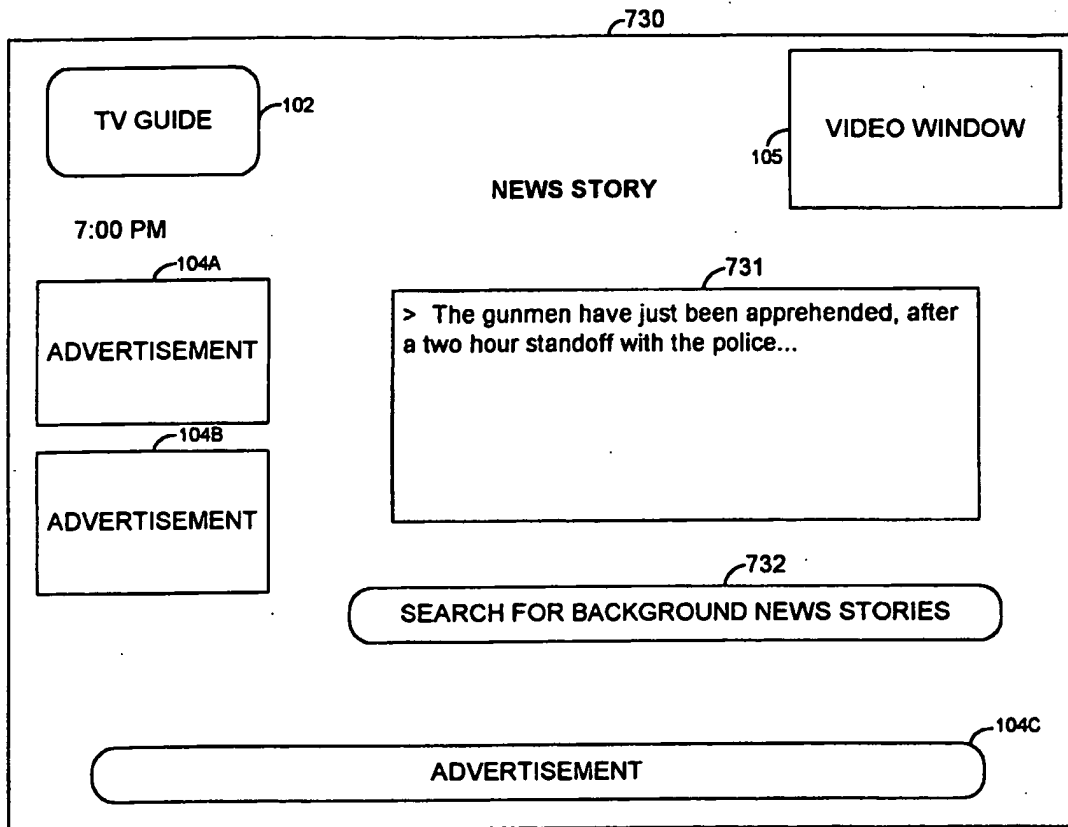 730
TV GUIDE
102
VIDEO WINDOW
105
NEWS STORY
7:00 PM
104A
ADVERTISEMENT
731
> The gunmen have just been apprehended, after
a two hour standoff with the police...
104B
ADVERTISEMENT
732
SEARCH FOR BACKGROUND NEWS STORIES
104C
ADVERTISEMENT